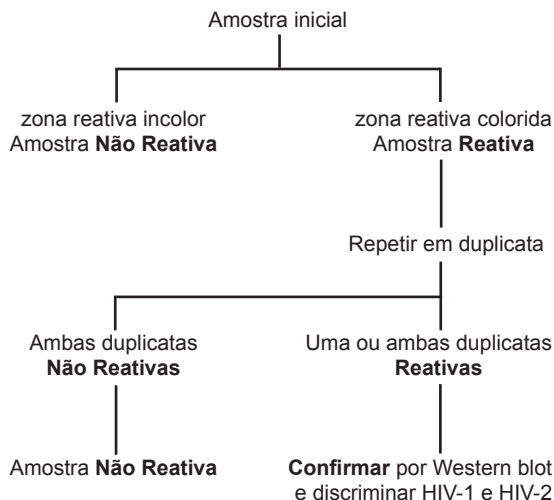 Amostra inicial
zona reativa incolor
Amostra Não Reativa
zona reativa colorida
Amostra Reativa
Repetir em duplicata
Ambas duplicatas
Não Reativas
Uma ou ambas duplicatas
Reativas
Amostra Não Reativa
Confirmar por Western blot
e discriminar HIV-1 e HIV-2